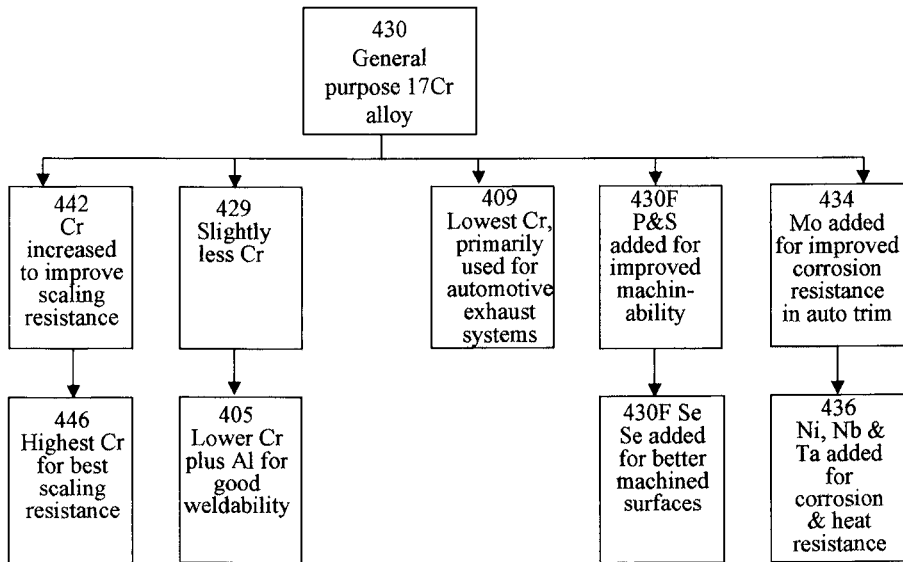 430
General
purpose 17Cr
alloy
442
Cr
increased
to improve
scaling
resistance
429
Slightly
less Cr
409
Lowest Cr,
primarily
used for
automotive
exhaust
systems
430F
P&S
added for
improved
machin-
ability
434
Mo added
for improved
corrosion
resistance
in auto trim
446
Highest Cr
for best
scaling
resistance
405
Lower Cr
plus Al for
good
weldability
430F Se
Se added
for better
machined
surfaces
436
Ni, Nb &
Ta added
for
corrosion
& heat
resistance